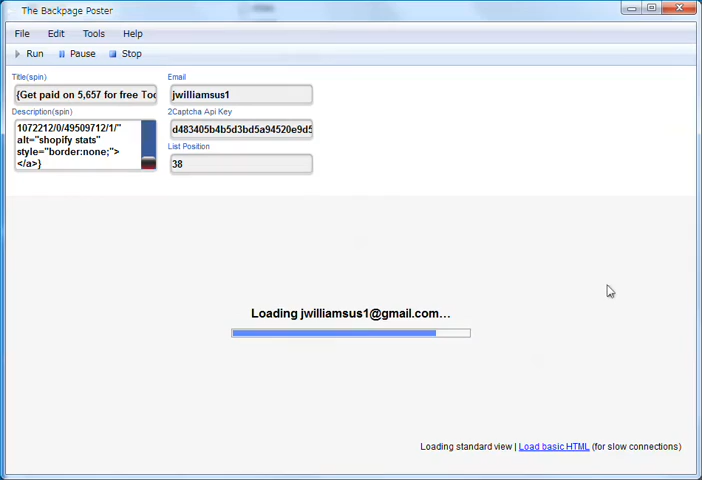 The Backpage Poster
File Edit Tools Help
Run Pause Stop
Title(spin) Email
{Get paid on 5,657 for free Too jwilliamsus1
Description(spin) 2Captcha Api Key
1072212/0/49509712/1/"
alt="shopify stats"
style="border:none;">
</a>}
d483405b4b5d3bd5a94520e9d5
List Position
38
Loading jwilliamsus1@gmail.com…
Loading standard view | Load basic HTML (for slow connections)